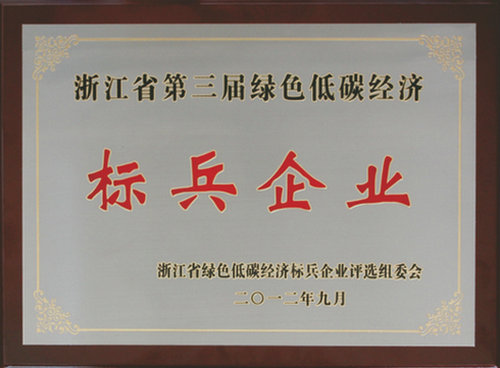 浙江省第三届绿色低碳经济
标兵企业
浙江省绿色低碳经济标兵企业评选组委会
二〇一二年九月